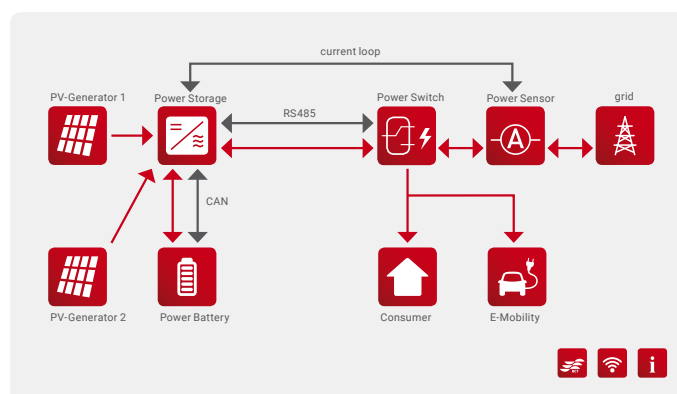 current loop
PV-Generator 1
Power Storage
Power Switch
Power Sensor
grid
RS485
A
CAN
PV-Generator 2
Power Battery
Consumer
E-Mobility
i